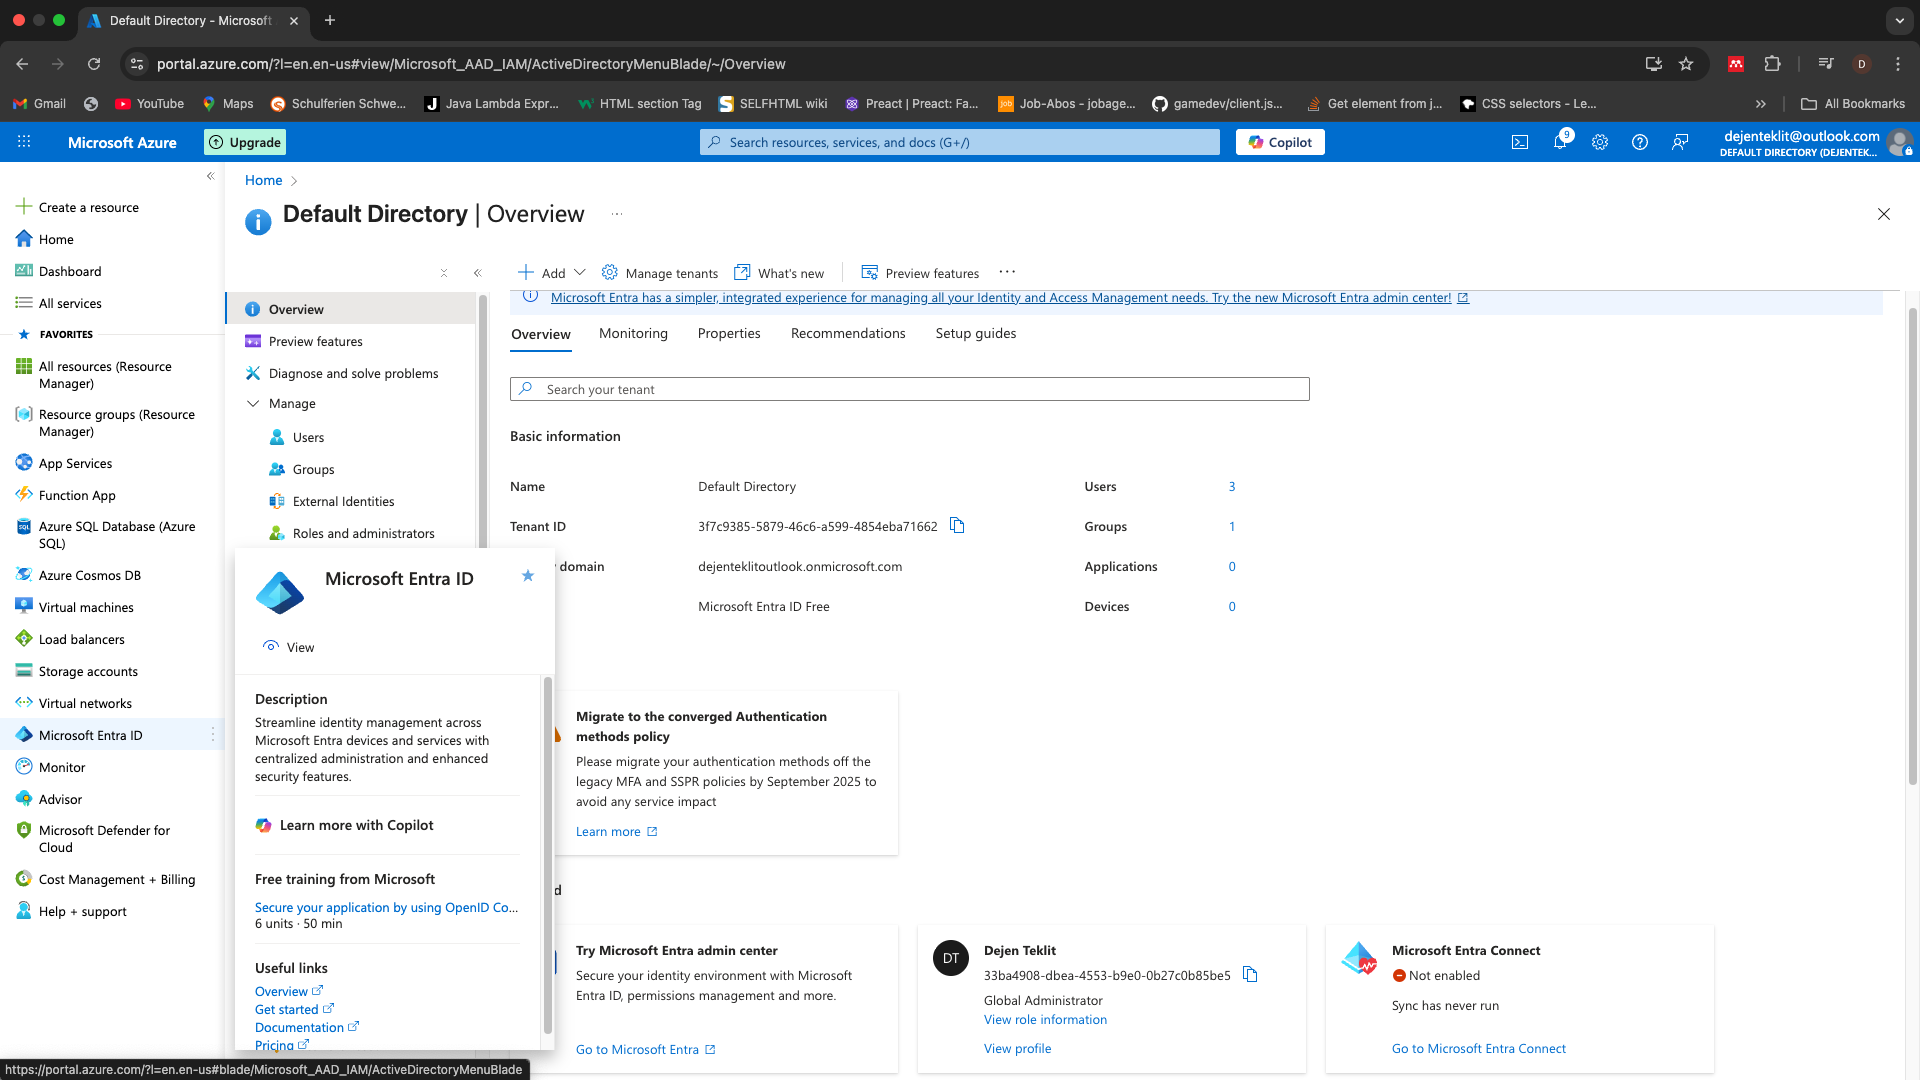 Default Directory - Microsoft
portal.azure.com/?l=en.en-us#view/Microsoft_AAD_IAM/ActiveDirectoryMenuBlade/~/Overview
D
Gmail
YouTube
Maps
Schulferien Schwe...
Java Lambda Expr...
HTML section Tag
SELFHTML wiki
Preact | Preact: Fa...
Job-Abos - jobage...
gamedev/client.js...
Get element from j...
CSS selectors - Le...
All Bookmarks
Microsoft Azure
Upgrade
Search resources, services, and docs (G+/)
Copilot
9
dejenteklit@outlook.com
DEFAULT DIRECTORY (DEJENTEK...
Create a resource
Home
Dashboard
All services
FAVORITES
All resources (Resource
Manager)
Resource groups (Resource
Manager)
App Services
Function App
Azure SQL Database (Azure
SQL)
Azure Cosmos DB
Virtual machines
Load balancers
Storage accounts
Virtual networks
Microsoft Entra ID
Monitor
Advisor
Microsoft Defender for
Cloud
Cost Management + Billing
Help + support
Home
Default Directory | Overview
Overview
Preview features
Diagnose and solve problems
Manage
Users
Groups
External Identities
Roles and administrators
Add
Manage tenants
What's new
Preview features
Microsoft Entra has a simpler, integrated experience for managing all your Identity and Access Management needs. Try the new Microsoft Entra admin center!
Overview
Monitoring
Properties
Recommendations
Setup guides
Search your tenant
Basic information
Name
Default Directory
Users
3
Tenant ID
3f7c9385-5879-46c6-a599-4854eba71662
Groups
1
domain
dejenteklitoutlook.onmicrosoft.com
Applications
0
Microsoft Entra ID Free
Devices
0
Migrate to the converged Authentication
methods policy
Please migrate your authentication methods off the
legacy MFA and SSPR policies by September 2025 to
avoid any service impact
Learn more
d
Try Microsoft Entra admin center
Secure your identity environment with Microsoft
Entra ID, permissions management and more.
Go to Microsoft Entra
DT
Dejen Teklit
33ba4908-dbea-4553-b9e0-0b27c0b85be5
Global Administrator
View role information
View profile
Microsoft Entra Connect
Not enabled
Sync has never run
Go to Microsoft Entra Connect
Microsoft Entra ID
View
Description
Streamline identity management across
Microsoft Entra devices and services with
centralized administration and enhanced
security features.
Learn more with Copilot
Free training from Microsoft
Secure your application by using OpenID Co...
6 units · 50 min
Useful links
Overview
Get started
Documentation
Pricing
https://portal.azure.com/?l=en.en-us#blade/Microsoft_AAD_IAM/ActiveDirectoryMenuBlade